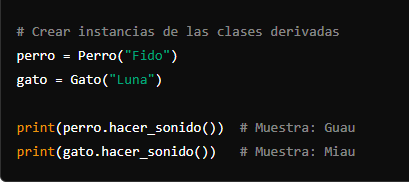 # Crear instancias de las clases derivadas
perro = Perro("Fido")
gato = Gato("Luna")
print(perro.hacer_sonido())  # Muestra: Guau
print(gato.hacer_sonido())   # Muestra: Miau